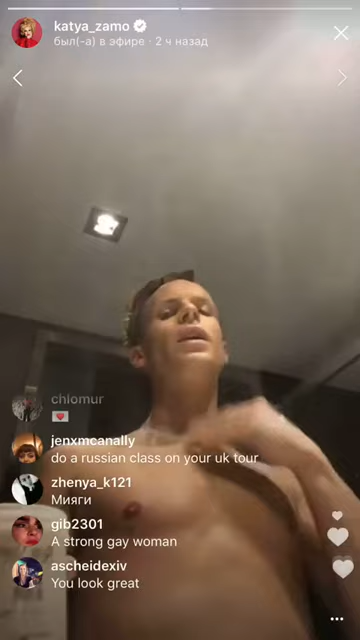 katya_zamo
был(-а) в эфире · 2 ч назад
chlomur
💌
jenxmcanally
do a russian class on your uk tour
zhenya_k121
Мияги
gib2301
A strong gay woman
ascheidexiv
You look great